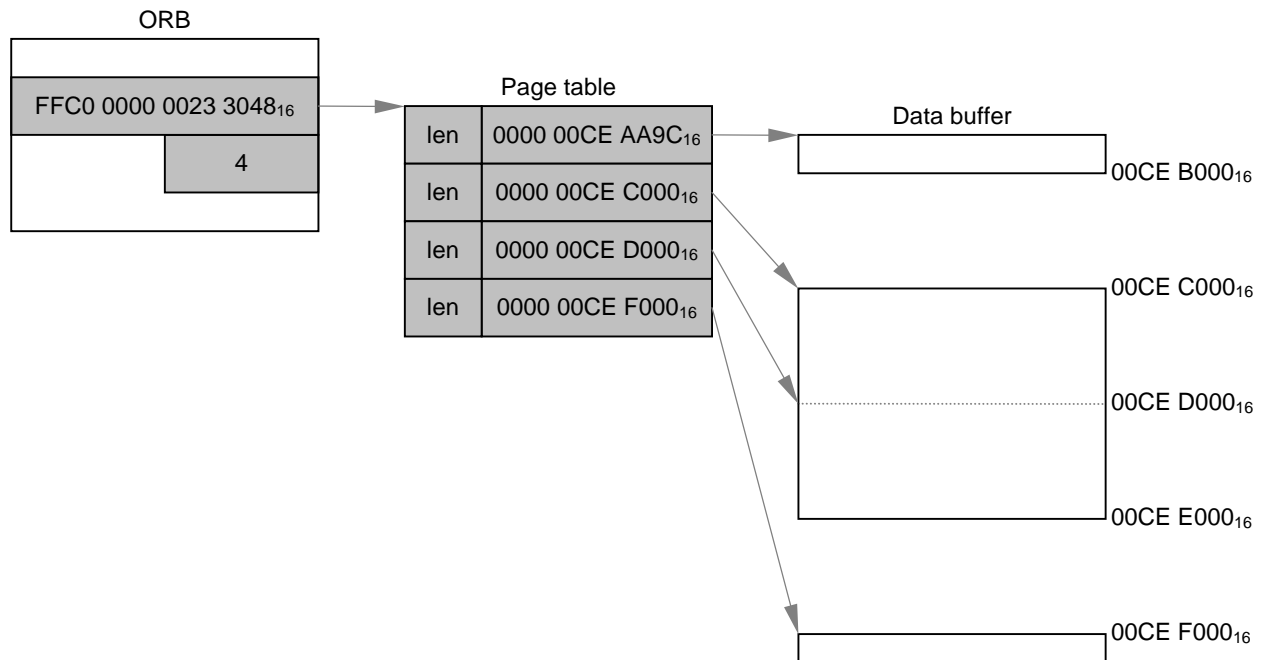 ORB
FFC0 0000 0023 3048₁₆
4
Page table
len 0000 00CE AA9C₁₆
len 0000 00CE C000₁₆
len 0000 00CE D000₁₆
len 0000 00CE F000₁₆
Data buffer
00CE B000₁₆
00CE C000₁₆
00CE D000₁₆
00CE E000₁₆
00CE F000₁₆